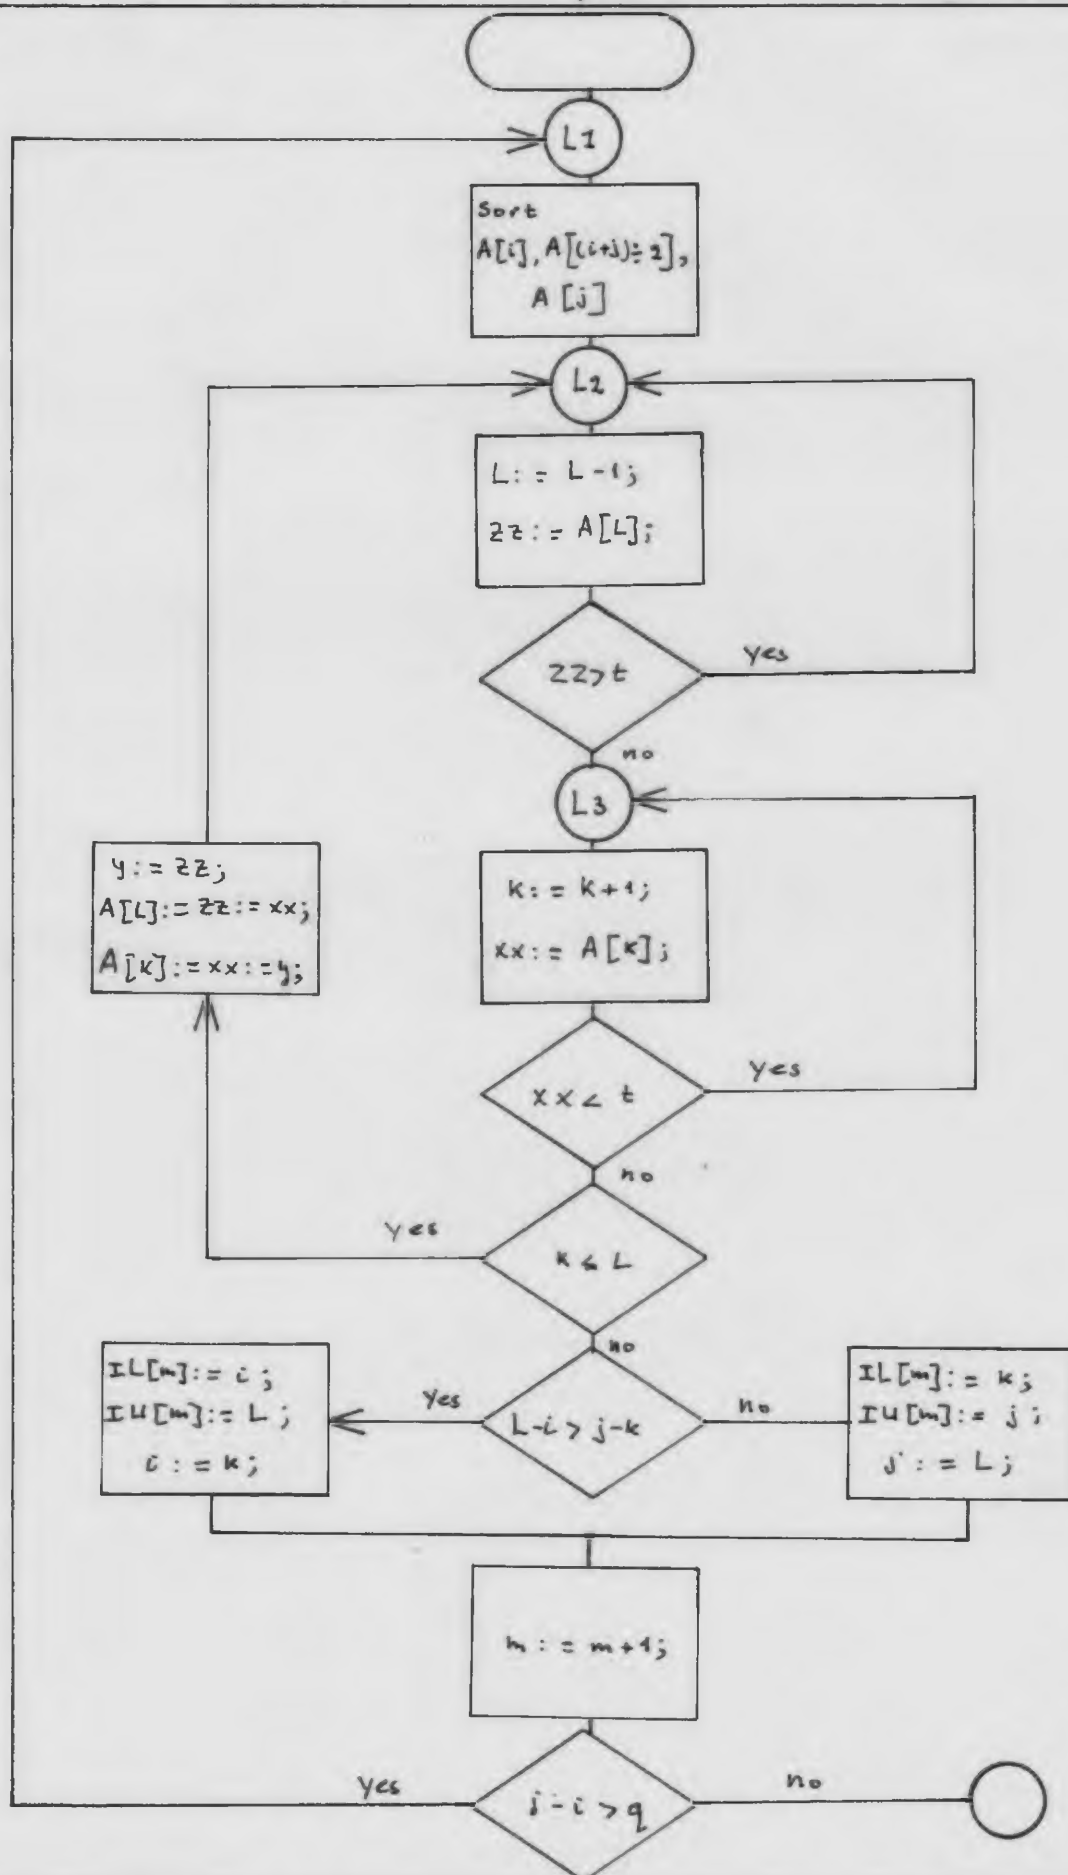 L1
Sort
A[i], A[(i+j)÷2],
A[j]
L2
L := L-1;
zz := A[L];
zz>t
yes
no
L3
y := zz;
A[L] := zz := xx;
A[k] := xx := y;
k := k+1;
xx := A[k];
xx < t
yes
no
yes
k ≤ L
no
IL[m] := i;
IU[m] := L;
i := k;
yes
L-i > j-k
no
IL[m] := k;
IU[m] := j;
j := L;
m := m+1;
yes
j-i > q
no